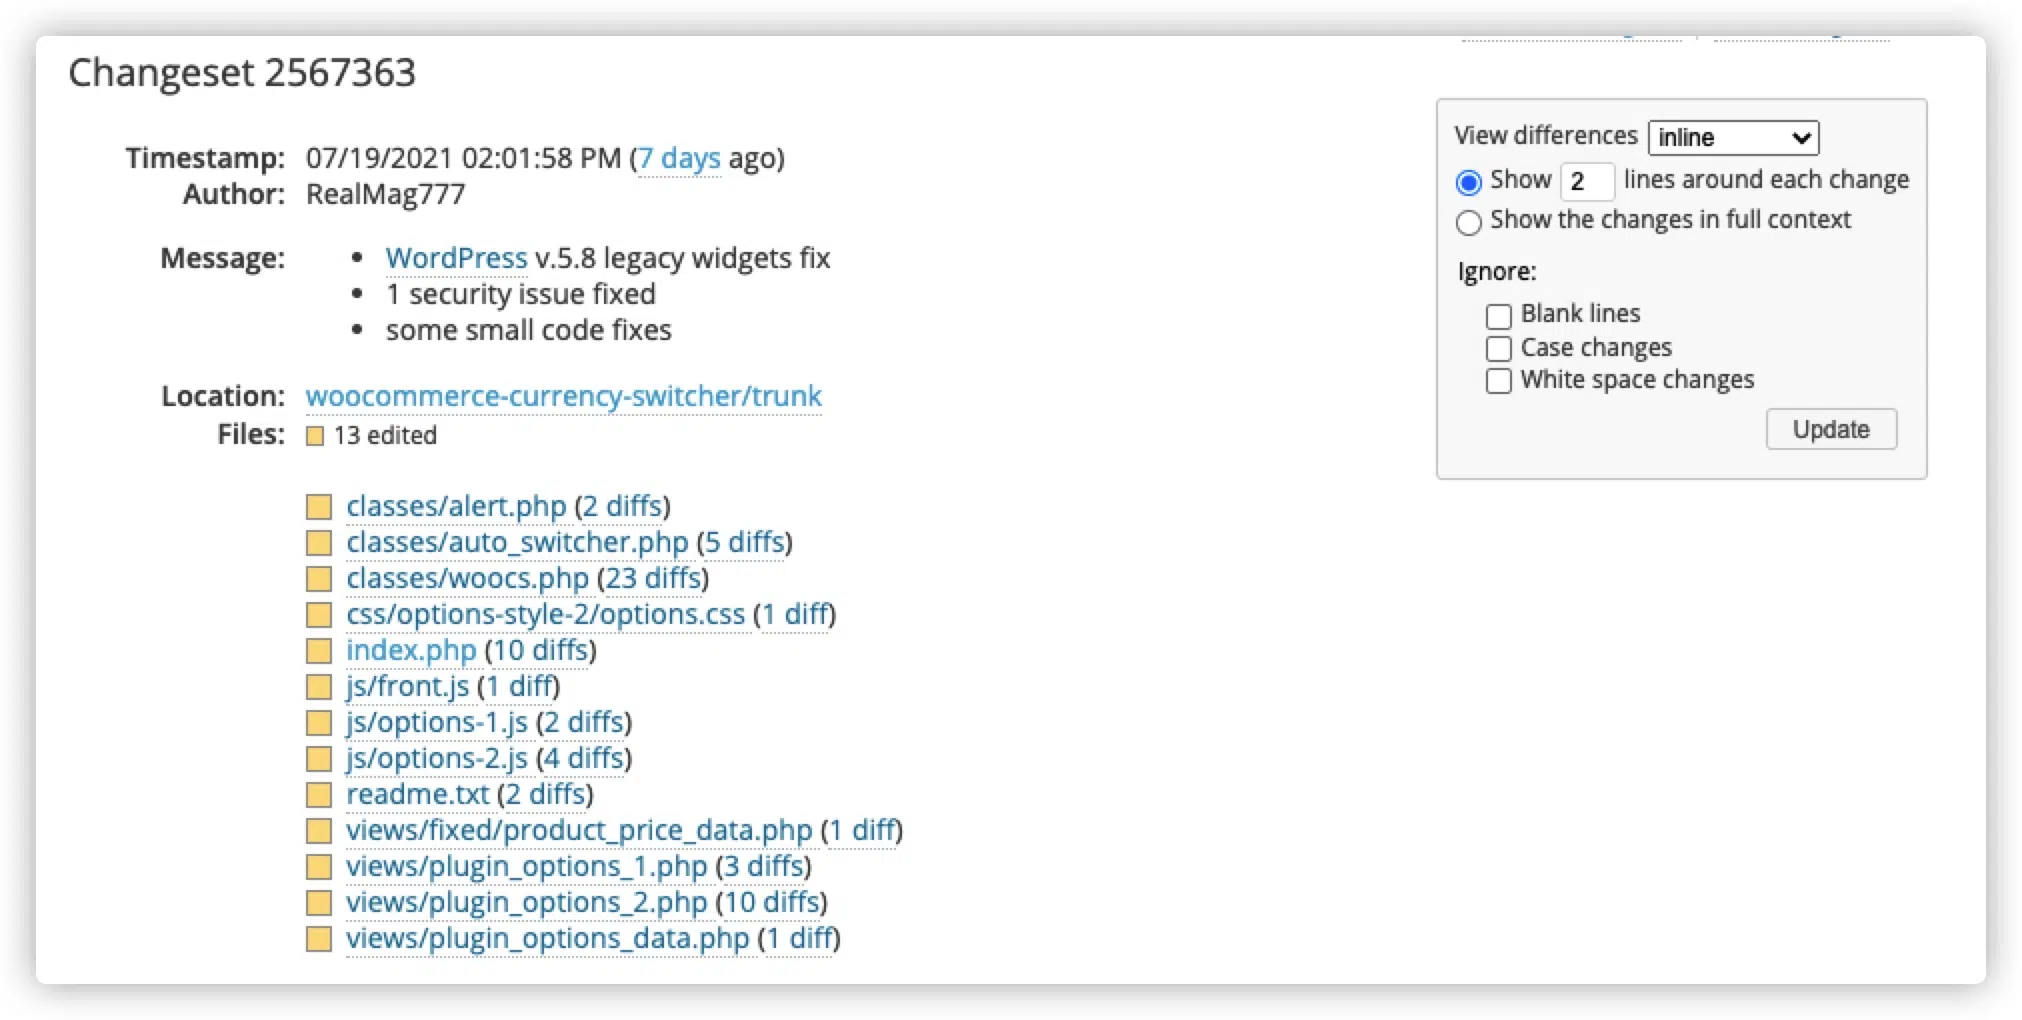 Changeset 2567363
Timestamp: 07/19/2021 02:01:58 PM (7 days ago)
Author: RealMag777
Message:
• WordPress v.5.8 legacy widgets fix
• 1 security issue fixed
• some small code fixes
Location: woocommerce-currency-switcher/trunk
Files: 13 edited
classes/alert.php (2 diffs)
classes/auto_switcher.php (5 diffs)
classes/woocs.php (23 diffs)
css/options-style-2/options.css (1 diff)
index.php (10 diffs)
js/front.js (1 diff)
js/options-1.js (2 diffs)
js/options-2.js (4 diffs)
readme.txt (2 diffs)
views/fixed/product_price_data.php (1 diff)
views/plugin_options_1.php (3 diffs)
views/plugin_options_2.php (10 diffs)
views/plugin_options_data.php (1 diff)
View differences inline
Show 2 lines around each change
Show the changes in full context
Ignore:
Blank lines
Case changes
White space changes
Update